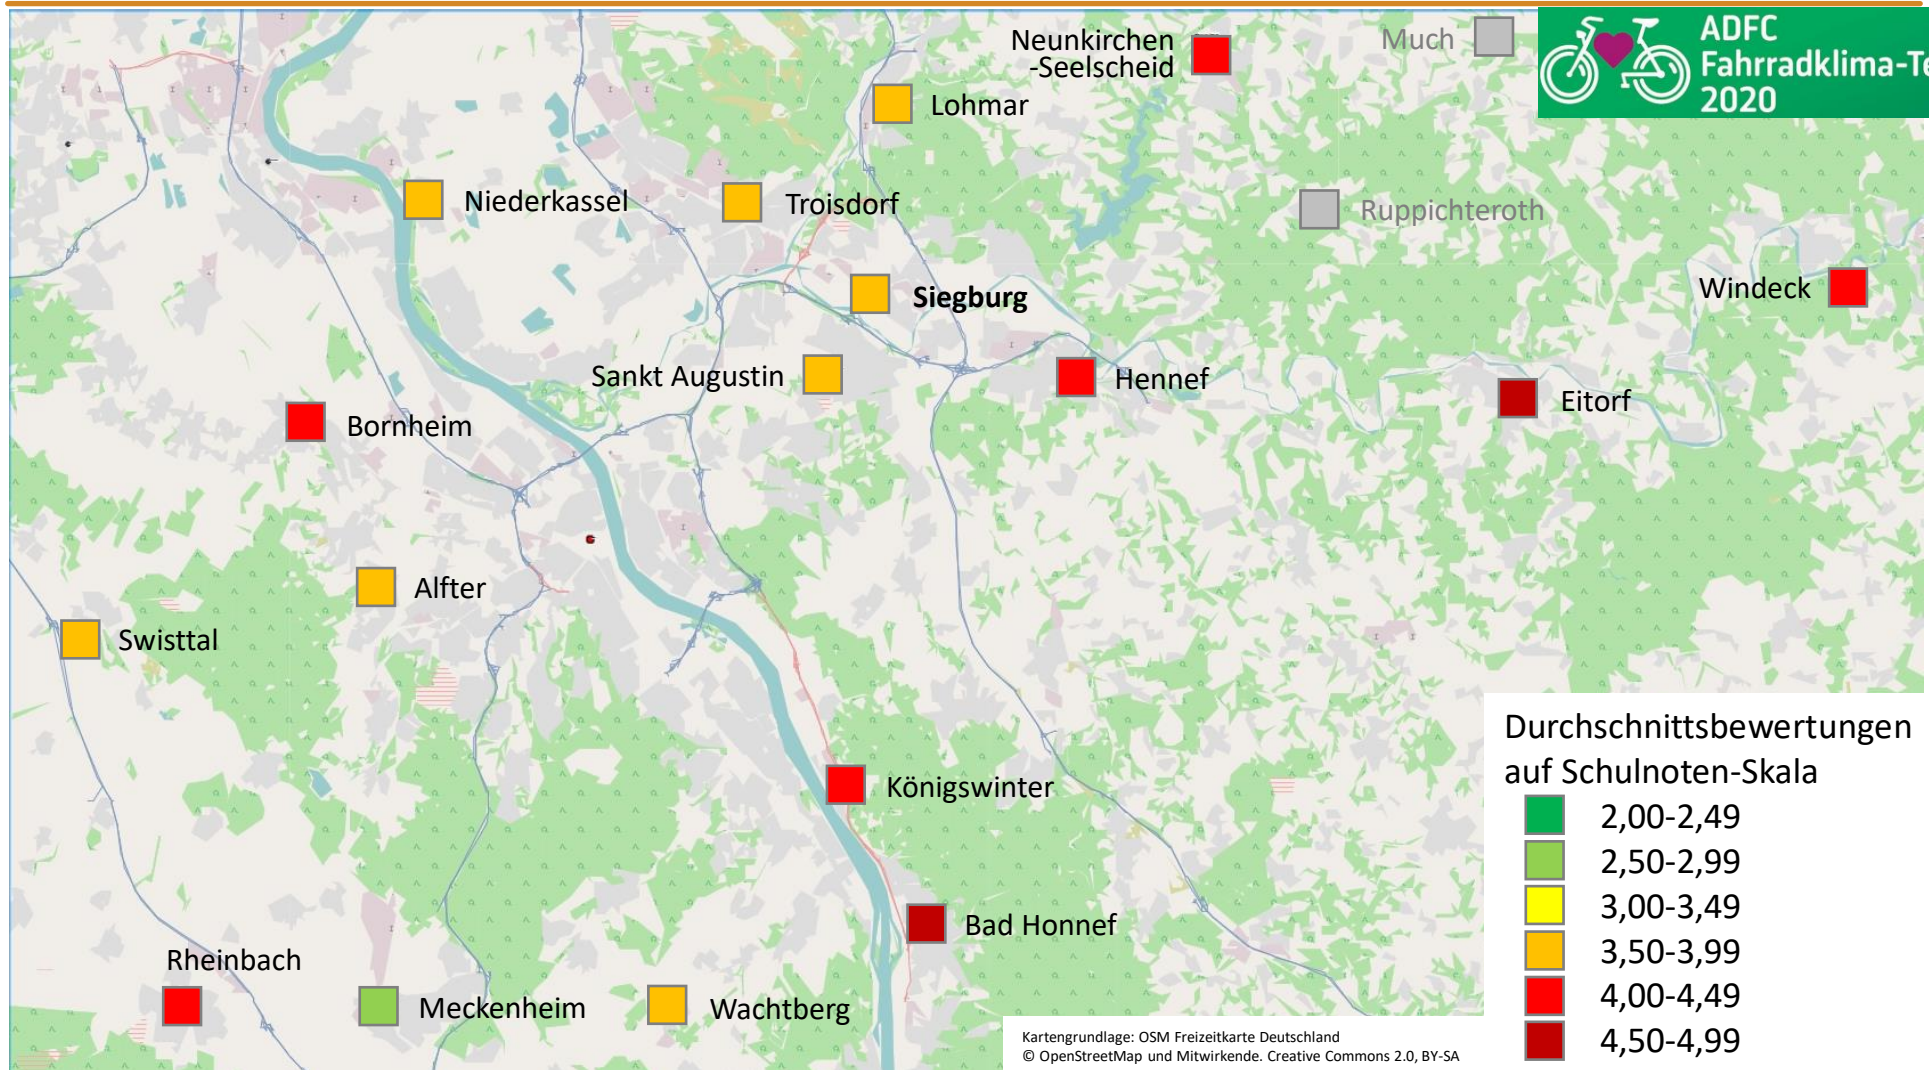 Neunkirchen
-Seelscheid
Much
ADFC
Fahrradklima-Te
2020
Lohmar
Niederkassel
Troisdorf
Ruppichteroth
Siegburg
Windeck
Sankt Augustin
Hennef
Eitorf
Bornheim
Alfter
Swisttal
Königswinter
Bad Honnef
Rheinbach
Meckenheim
Wachtberg
Durchschnittsbewertungen
auf Schulnoten-Skala
2,00-2,49
2,50-2,99
3,00-3,49
3,50-3,99
4,00-4,49
4,50-4,99
Kartengrundlage: OSM Freizeitkarte Deutschland
© OpenStreetMap und Mitwirkende. Creative Commons 2.0, BY-SA